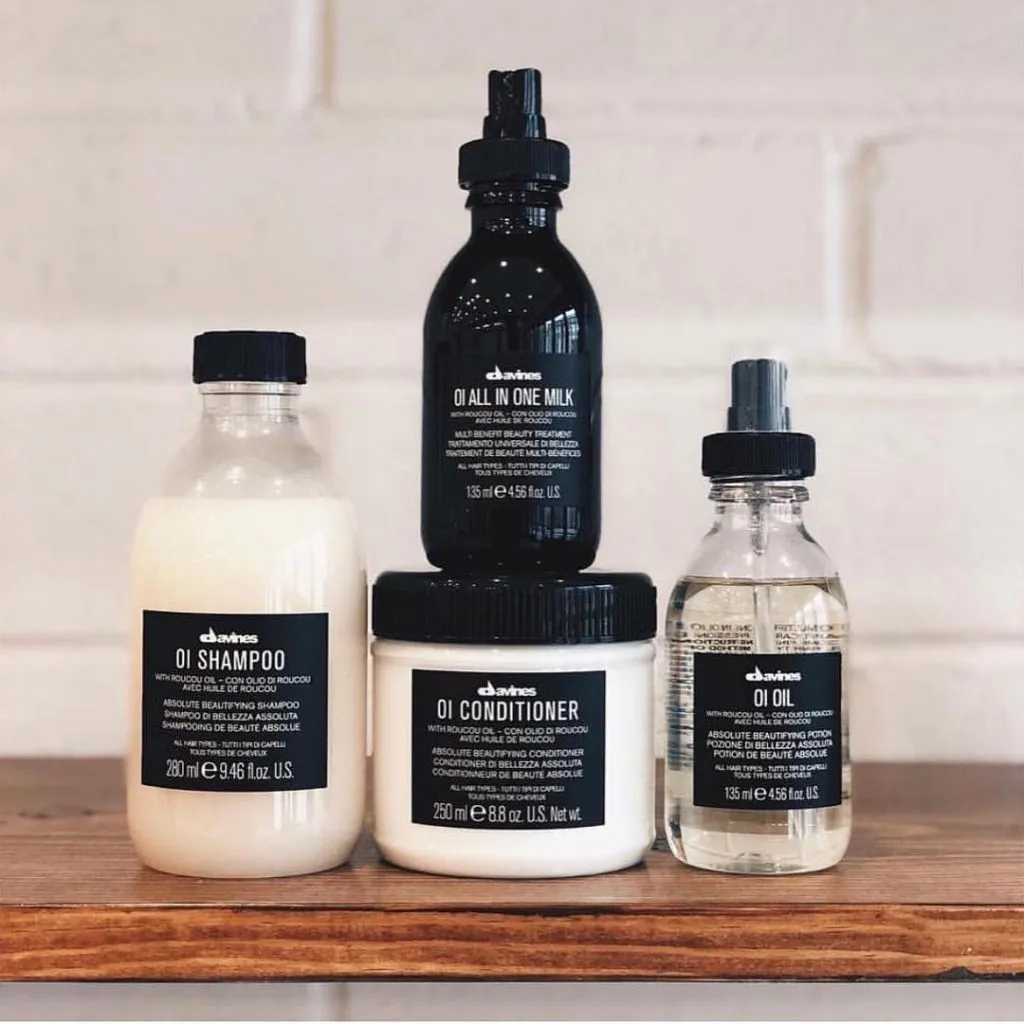 davines
OI ALL IN ONE MILK
WITH ROUCOU OIL - CON OLIO DI ROUCOU
AVEC HUILE DE ROUCOU
MULTI BENEFIT BEAUTY TREATMENT
TRATTAMENTO UNIVERSALE DI BELLEZZA
TRAITEMENT DE BEAUTÉ MULTI-BÉNÉFICES
ALL HAIR TYPES - TUTTI I TIPI DI CAPELLI
TOUS TYPES DE CHEVEUX
135 ml ℮ 4.56 fl.oz. U.S.
davines
OI SHAMPOO
WITH ROUCOU OIL – CON OLIO DI ROUCOU
AVEC HUILE DE ROUCOU
ABSOLUTE BEAUTIFYING SHAMPOO
SHAMPOO DI BELLEZZA ASSOLUTA
SHAMPOOING DE BEAUTÉ ABSOLUE
ALL HAIR TYPES - TUTTI I TIPI DI CAPELLI
TOUS TYPES DE CHEVEUX
280 ml ℮ 9.46 fl.oz. U.S.
davines
OI CONDITIONER
WITH ROUCOU OIL – CON OLIO DI ROUCOU
AVEC HUILE DE ROUCOU
ABSOLUTE BEAUTIFYING CONDITIONER
CONDITIONER DI BELLEZZA ASSOLUTA
CONDITIONNEUR DE BEAUTÉ ABSOLUE
ALL HAIR TYPES - TUTTI I TIPI DI CAPELLI
TOUS TYPES DE CHEVEUX
250 ml ℮ 8.8 oz. U.S. Net wt.
davines
OI OIL
WITH ROUCOU OIL – CON OLIO DI ROUCOU
AVEC HUILE DE ROUCOU
ABSOLUTE BEAUTIFYING POTION
POZIONE DI BELLEZZA ASSOLUTA
POTION DE BEAUTÉ ABSOLUE
ALL HAIR TYPES - TUTTI I TIPI DI CAPELLI
TOUS TYPES DE CHEVEUX
135 ml ℮ 4.56 fl.oz. U.S.